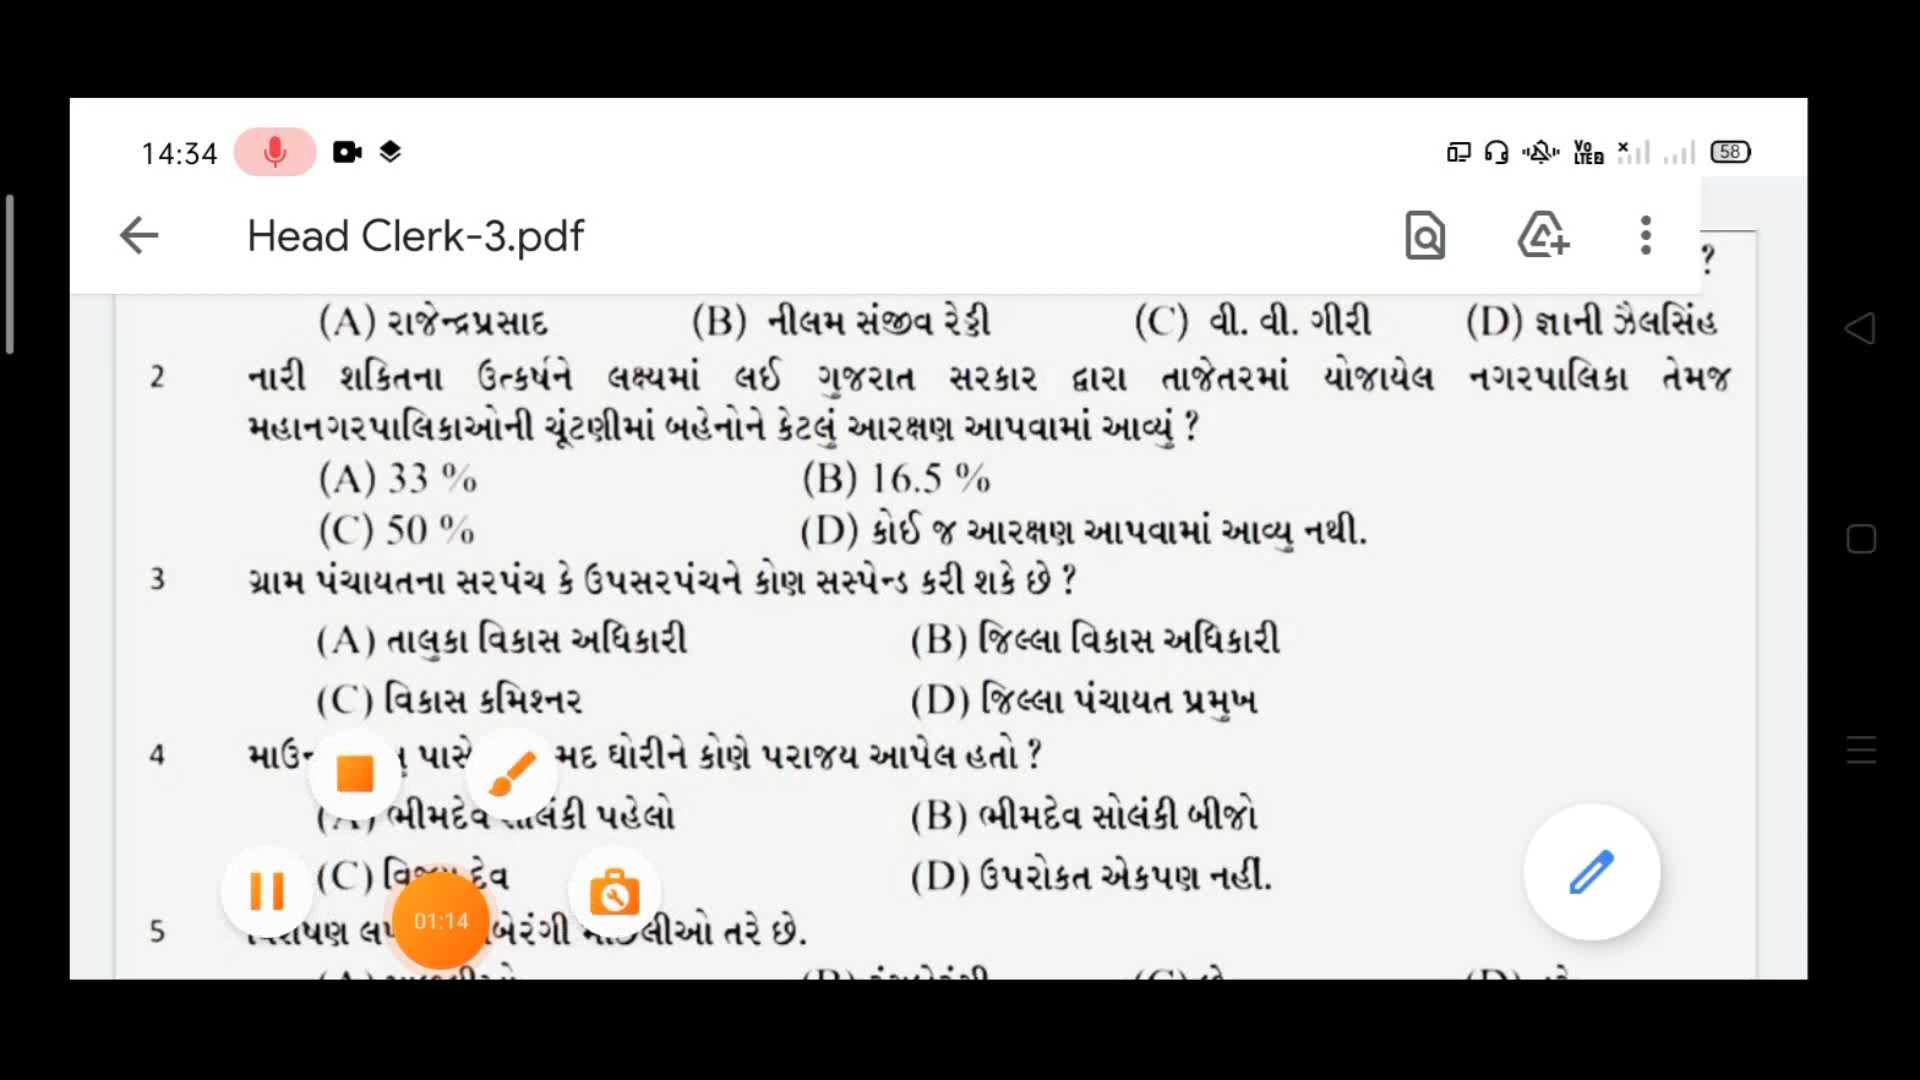 14:34
Vo LTE2
58
Head Clerk-3.pdf
?
(A) રાજેન્દ્રપ્રસાદ (B) નીલમ સંજીવ રેડ્ડી (C) વી. વી. ગીરી (D) જ્ઞાની ઝૈલસિંહ
2 નારી શકિતના ઉત્કર્ષને લક્ષ્યમાં લઈ ગુજરાત સરકાર દ્વારા તાજેતરમાં યોજાયેલ નગરપાલિકા તેમજ
મહાનગરપાલિકાઓની ચૂંટણીમાં બહેનોને કેટલું આરક્ષણ આપવામાં આવ્યું ?
(A) 33 % (B) 16.5 %
(C) 50 % (D) કોઈ જ આરક્ષણ આપવામાં આવ્યુ નથી.
3 ગ્રામ પંચાયતના સરપંચ કે ઉપસરપંચને કોણ સસ્પેન્ડ કરી શકે છે ?
(A) તાલુકા વિકાસ અધિકારી (B) જિલ્લા વિકાસ અધિકારી
(C) વિકાસ કમિશ્નર (D) જિલ્લા પંચાયત પ્રમુખ
4 પાસે ઘોરીને કોણે પરાજય આપેલ હતો ?
ભીમદેવ પહેલો (B) ભીમદેવ સોલંકી બીજો
(C) (D) ઉપરોકત એકપણ નહીં.
01:14
5 તરે છે.